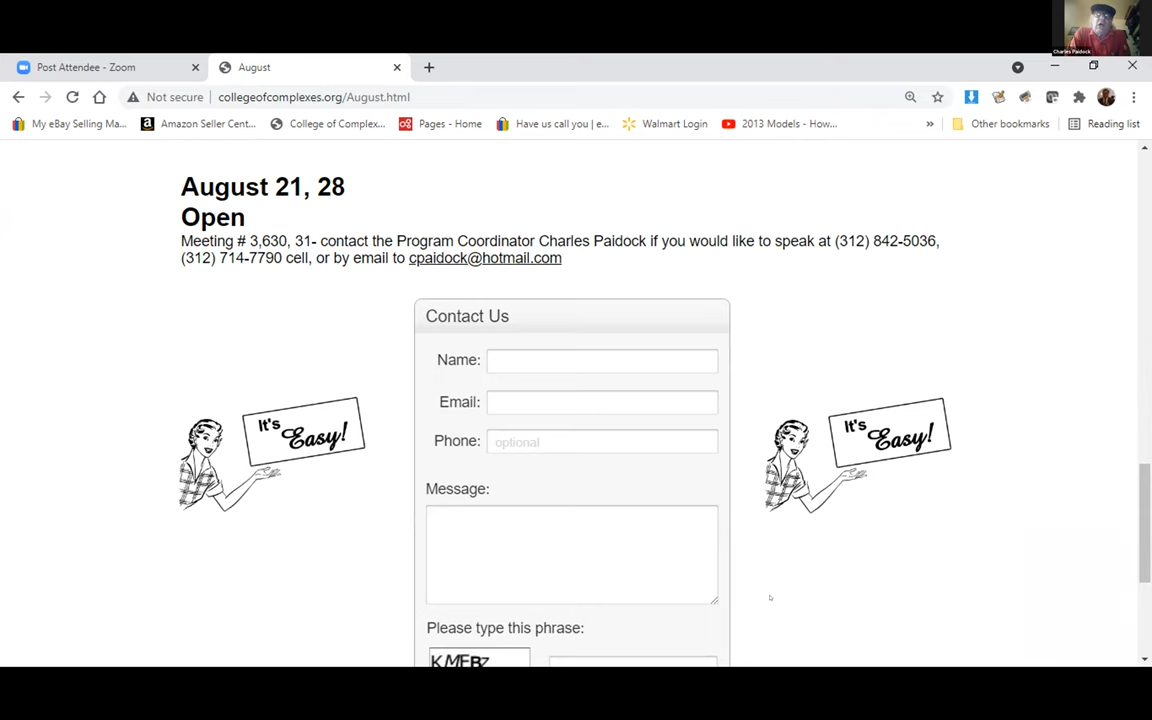 Charles Paidock
Post Attendee - Zoom
August
Not secure
collegeofcomplexes.org/August.html
My eBay Selling Ma...
Amazon Seller Cent...
College of Complex...
Pages - Home
Have us call you | e...
Walmart Login
2013 Models - How...
»
Other bookmarks
Reading list
August 21, 28
Open
Meeting # 3,630, 31- contact the Program Coordinator Charles Paidock if you would like to speak at (312) 842-5036,
(312) 714-7790 cell, or by email to cpaidock@hotmail.com
Contact Us
Name:
Email:
Phone:
optional
It's
Easy!
It's
Easy!
Message:
Please type this phrase:
KMEBZ